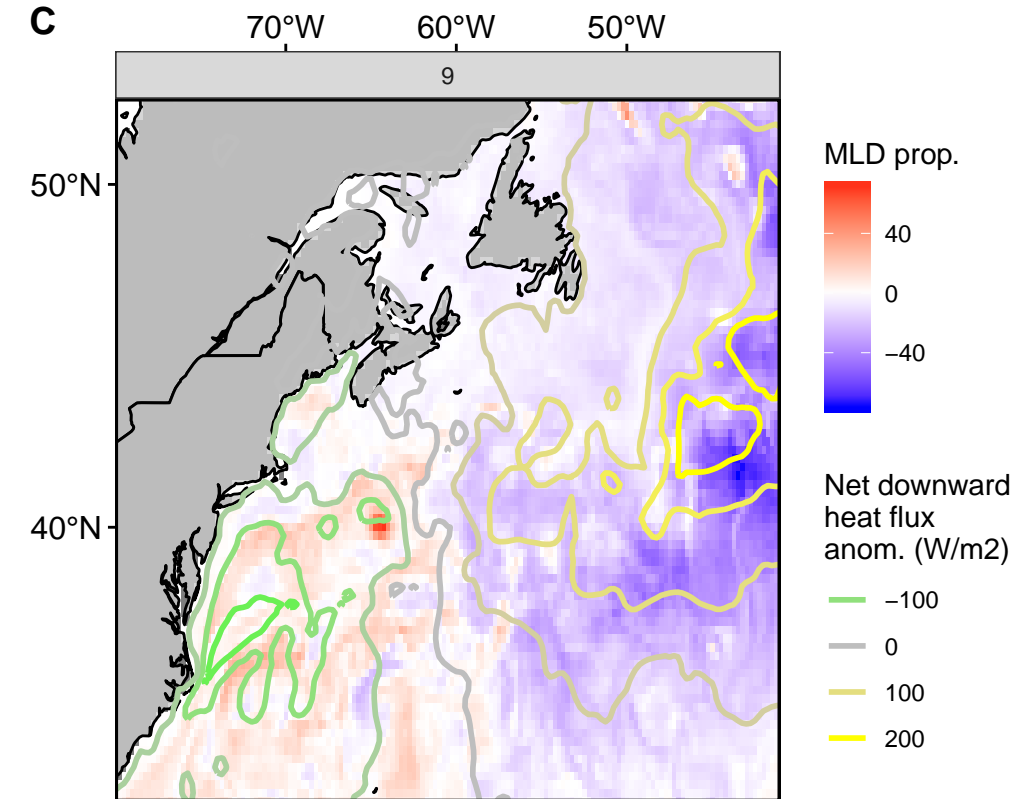 C
70°W 60°W 50°W
9
50°N
40°N
MLD prop.
40
0
−40
Net downward
heat flux
anom. (W/m2)
−100
0
100
200